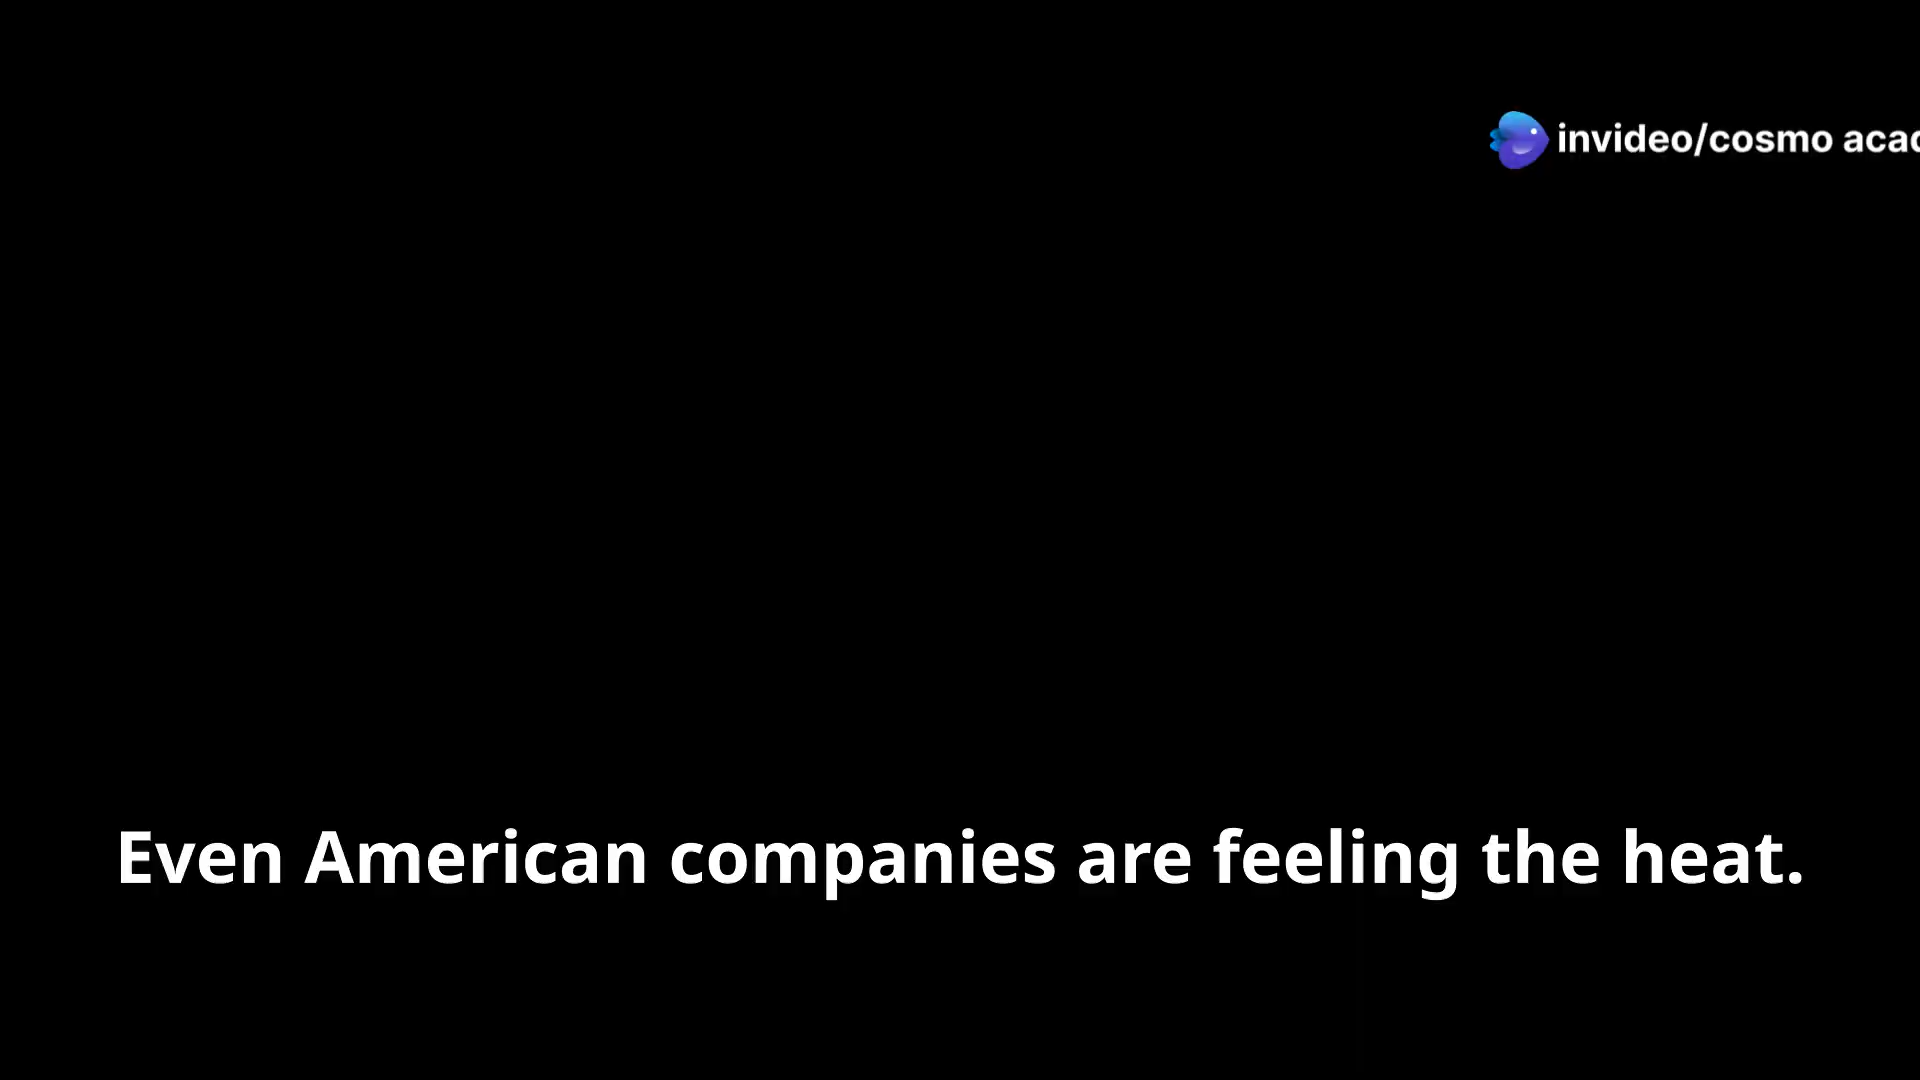 invideo/cosmo
Even American companies are feeling the heat.